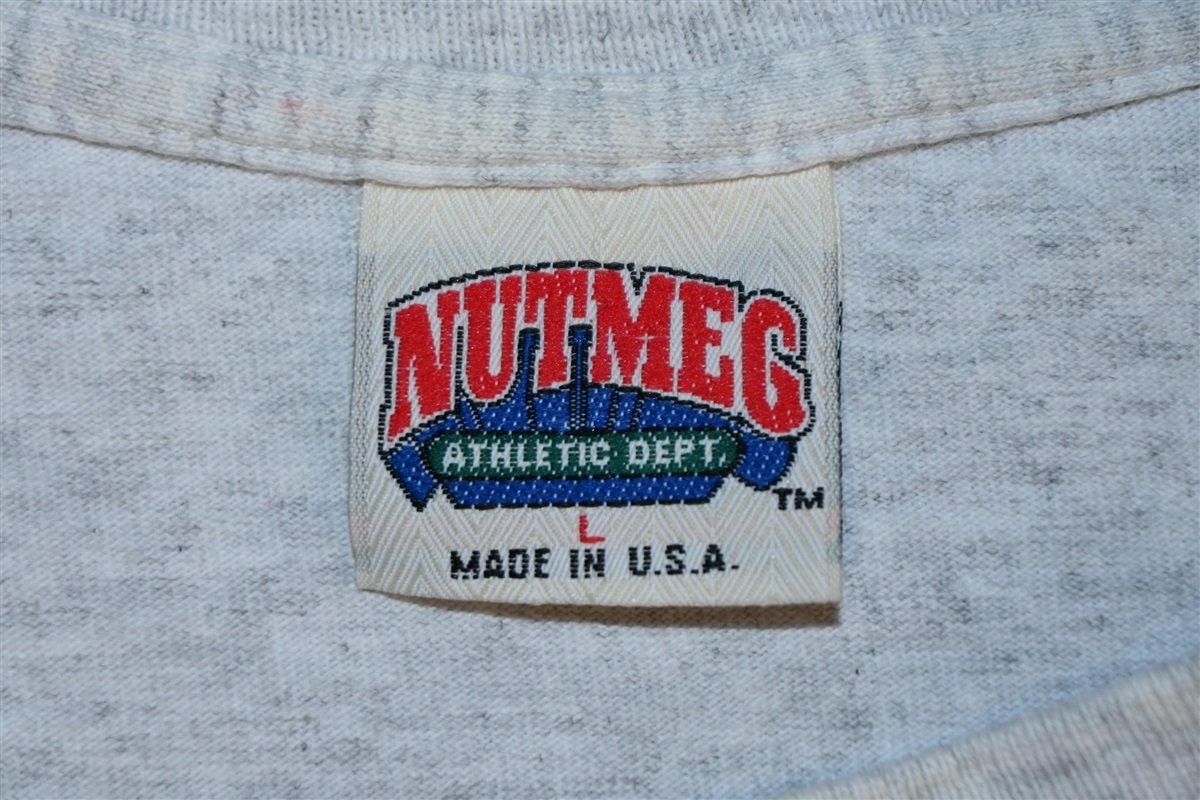 NUTMEG
ATHLETIC DEPT.
TM
L
MADE IN U.S.A.